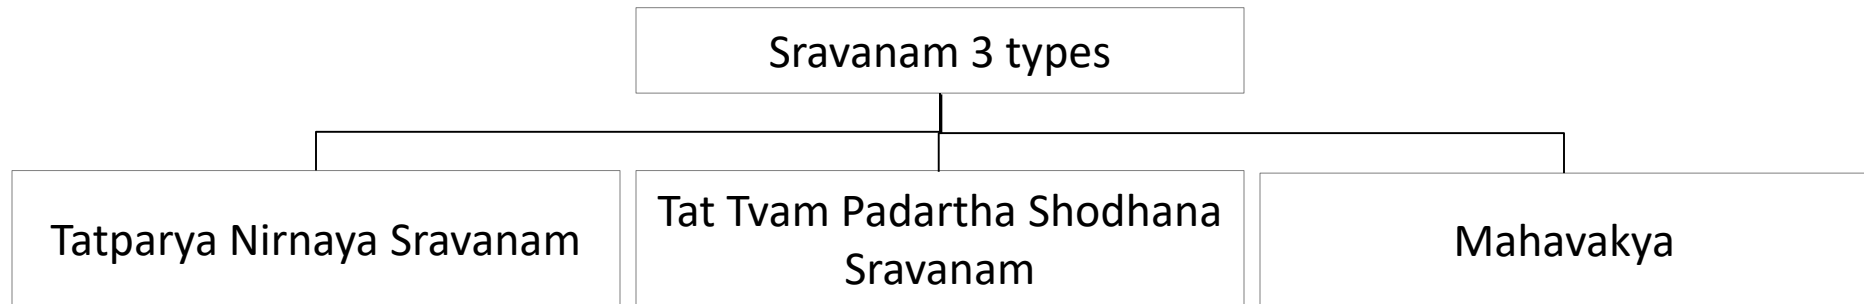 Sravanam 3 types
Tatparya Nirnaya Sravanam
Tat Tvam Padartha Shodhana
Sravanam
Mahavakya